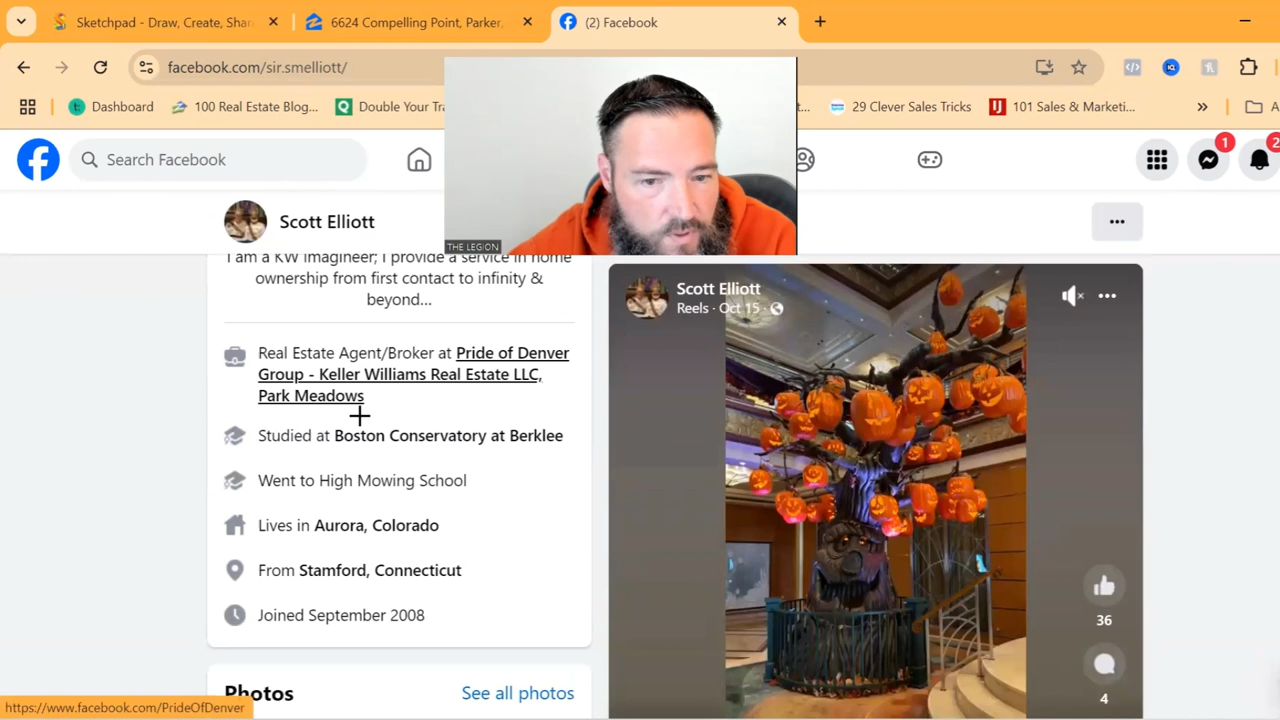 Sketchpad - Draw, Create, Shar
6624 Compelling Point, Parker,
(2) Facebook
facebook.com/sir.smelliott/
Dashboard
100 Real Estate Blog...
Double Your Tra
29 Clever Sales Tricks
101 Sales & Marketi...
Search Facebook
1
2
THE LEGION
Scott Elliott
I am a KW imagineer; I provide a service in home
ownership from first contact to infinity &
beyond...
Real Estate Agent/Broker at Pride of Denver
Group - Keller Williams Real Estate LLC,
Park Meadows
Studied at Boston Conservatory at Berklee
Went to High Mowing School
Lives in Aurora, Colorado
From Stamford, Connecticut
Joined September 2008
Photos
See all photos
Scott Elliott
Reels · Oct 15 ·
36
4
https://www.facebook.com/PrideOfDenver